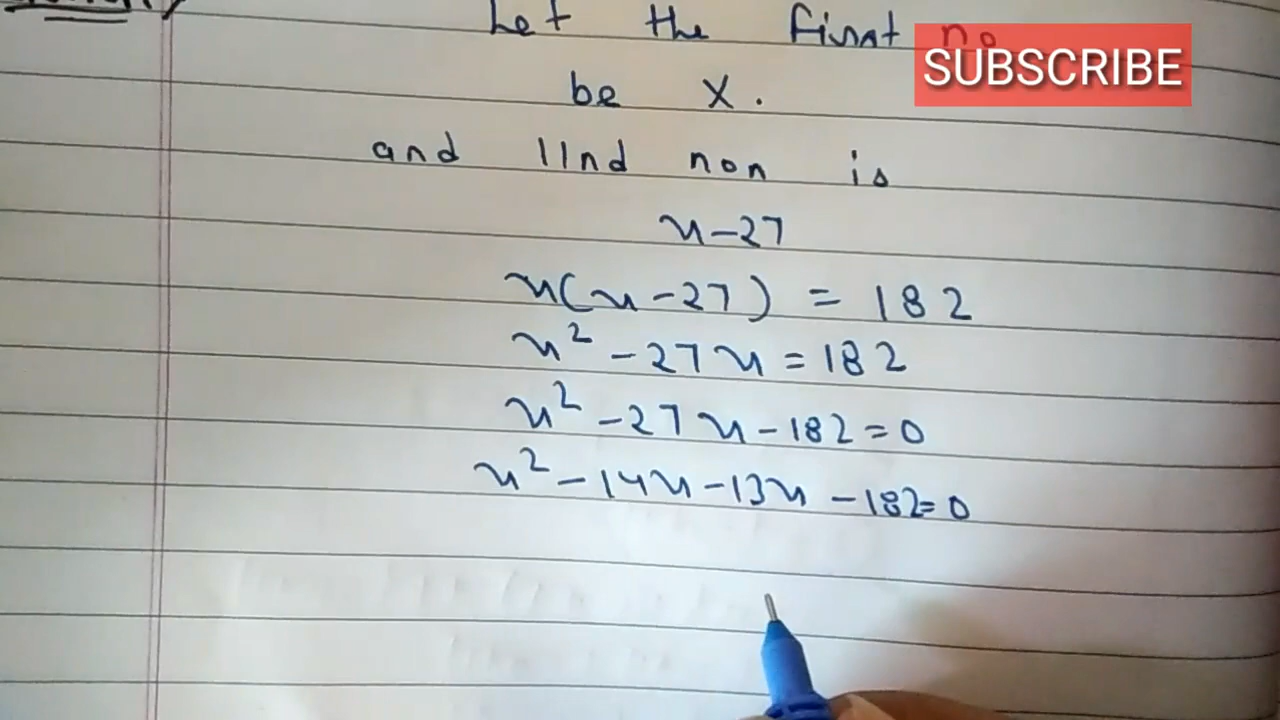 Let the first no
SUBSCRIBE
be X.
and IInd non is
x-27
x(x-27) = 182
x² -27x = 182
x² -27x -182 = 0
x² -14x -13x -182 = 0